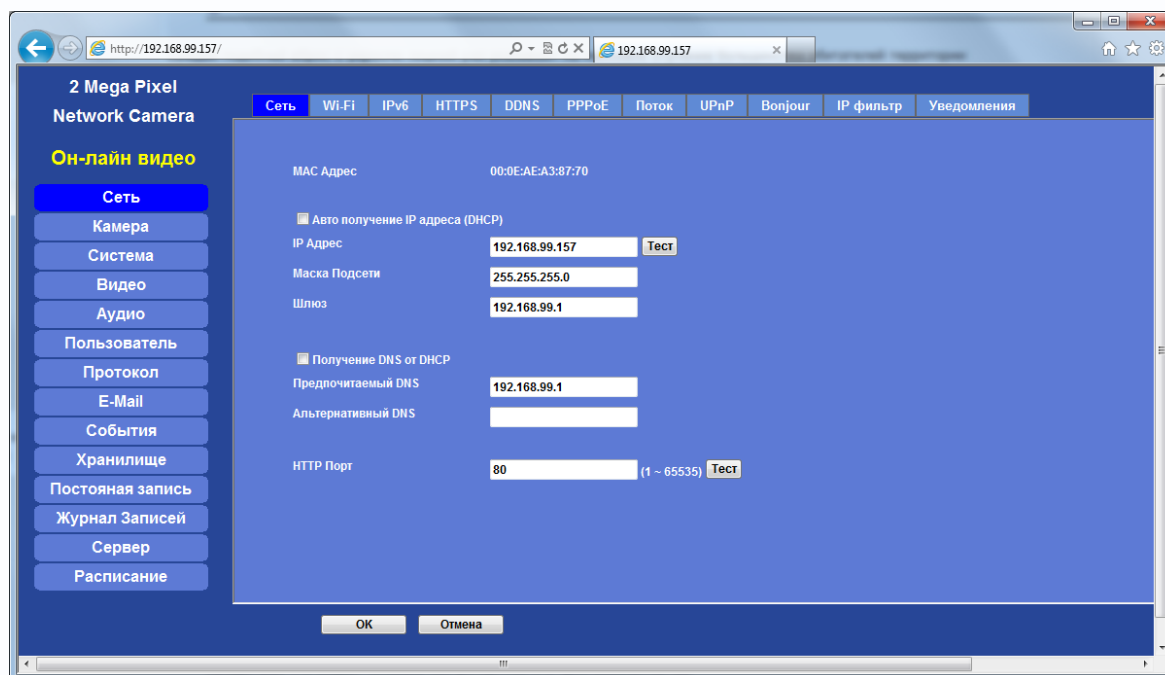 http://192.168.99.157/
192.168.99.157
2 Mega Pixel
Network Camera
Он-лайн видео
Сеть
Камера
Система
Видео
Аудио
Пользователь
Протокол
E-Mail
События
Хранилище
Постояная запись
Журнал Записей
Сервер
Расписание
Сеть Wi-Fi IPv6 HTTPS DDNS PPPoE Поток UPnP Bonjour IP фильтр Уведомления
MAC Адрес 00:0E:AE:A3:87:70
Авто получение IP адреса (DHCP)
IP Адрес 192.168.99.157 Тест
Маска Подсети 255.255.255.0
Шлюз 192.168.99.1
Получение DNS от DHCP
Предпочитаемый DNS 192.168.99.1
Альтернативный DNS
HTTP Порт 80 (1 ~ 65535) Тест
OK Отмена